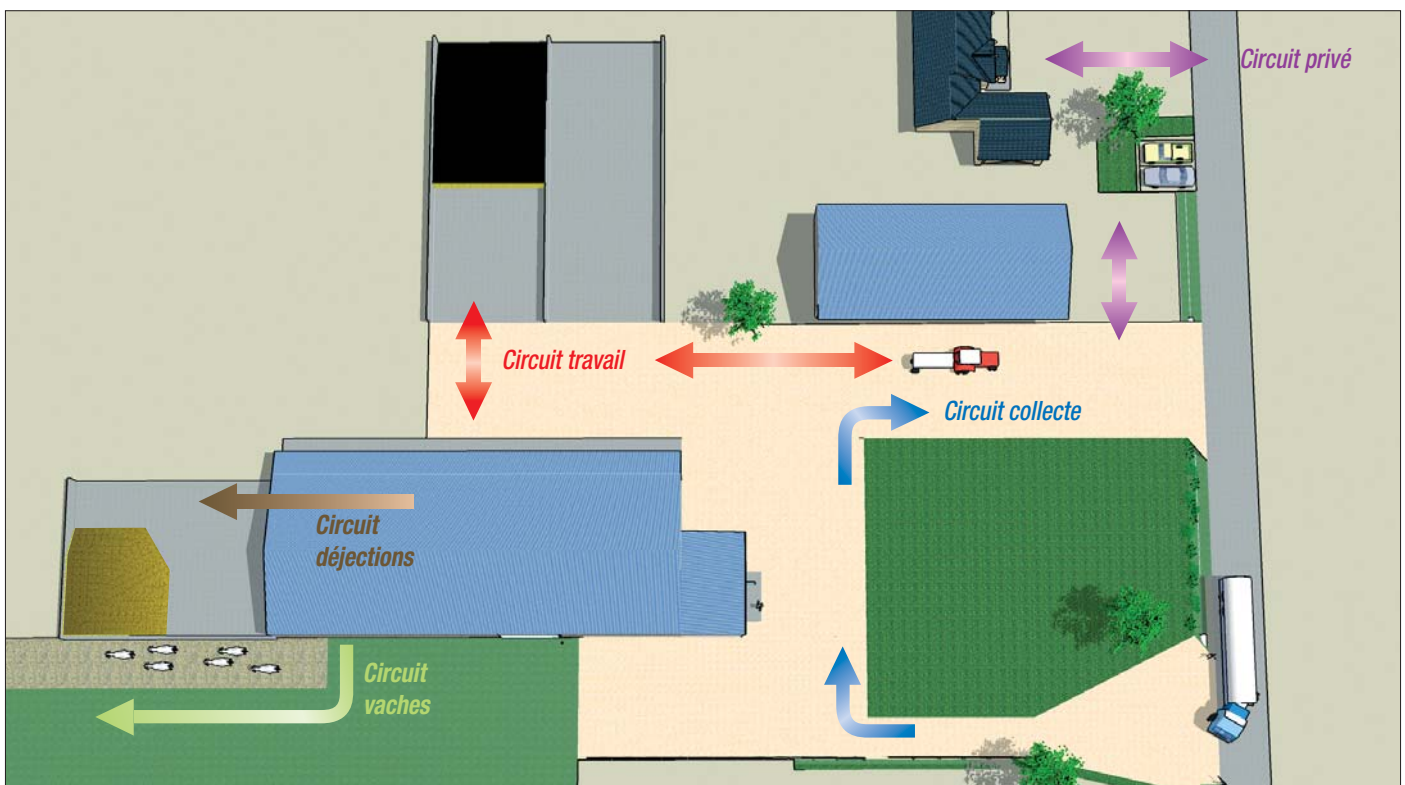 Circuit privé
Circuit travail
Circuit collecte
Circuit
déjections
Circuit
vaches